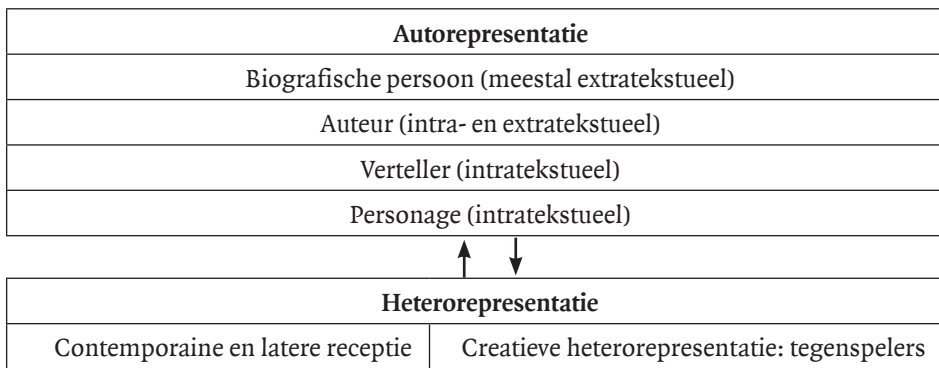 Autorepresentatie
Biografische persoon (meestal extratekstueel)
Auteur (intra- en extratekstueel)
Verteller (intratekstueel)
Personage (intratekstueel)
Heterorepresentatie
Contemporaine en latere receptie
Creatieve heterorepresentatie: tegenspelers